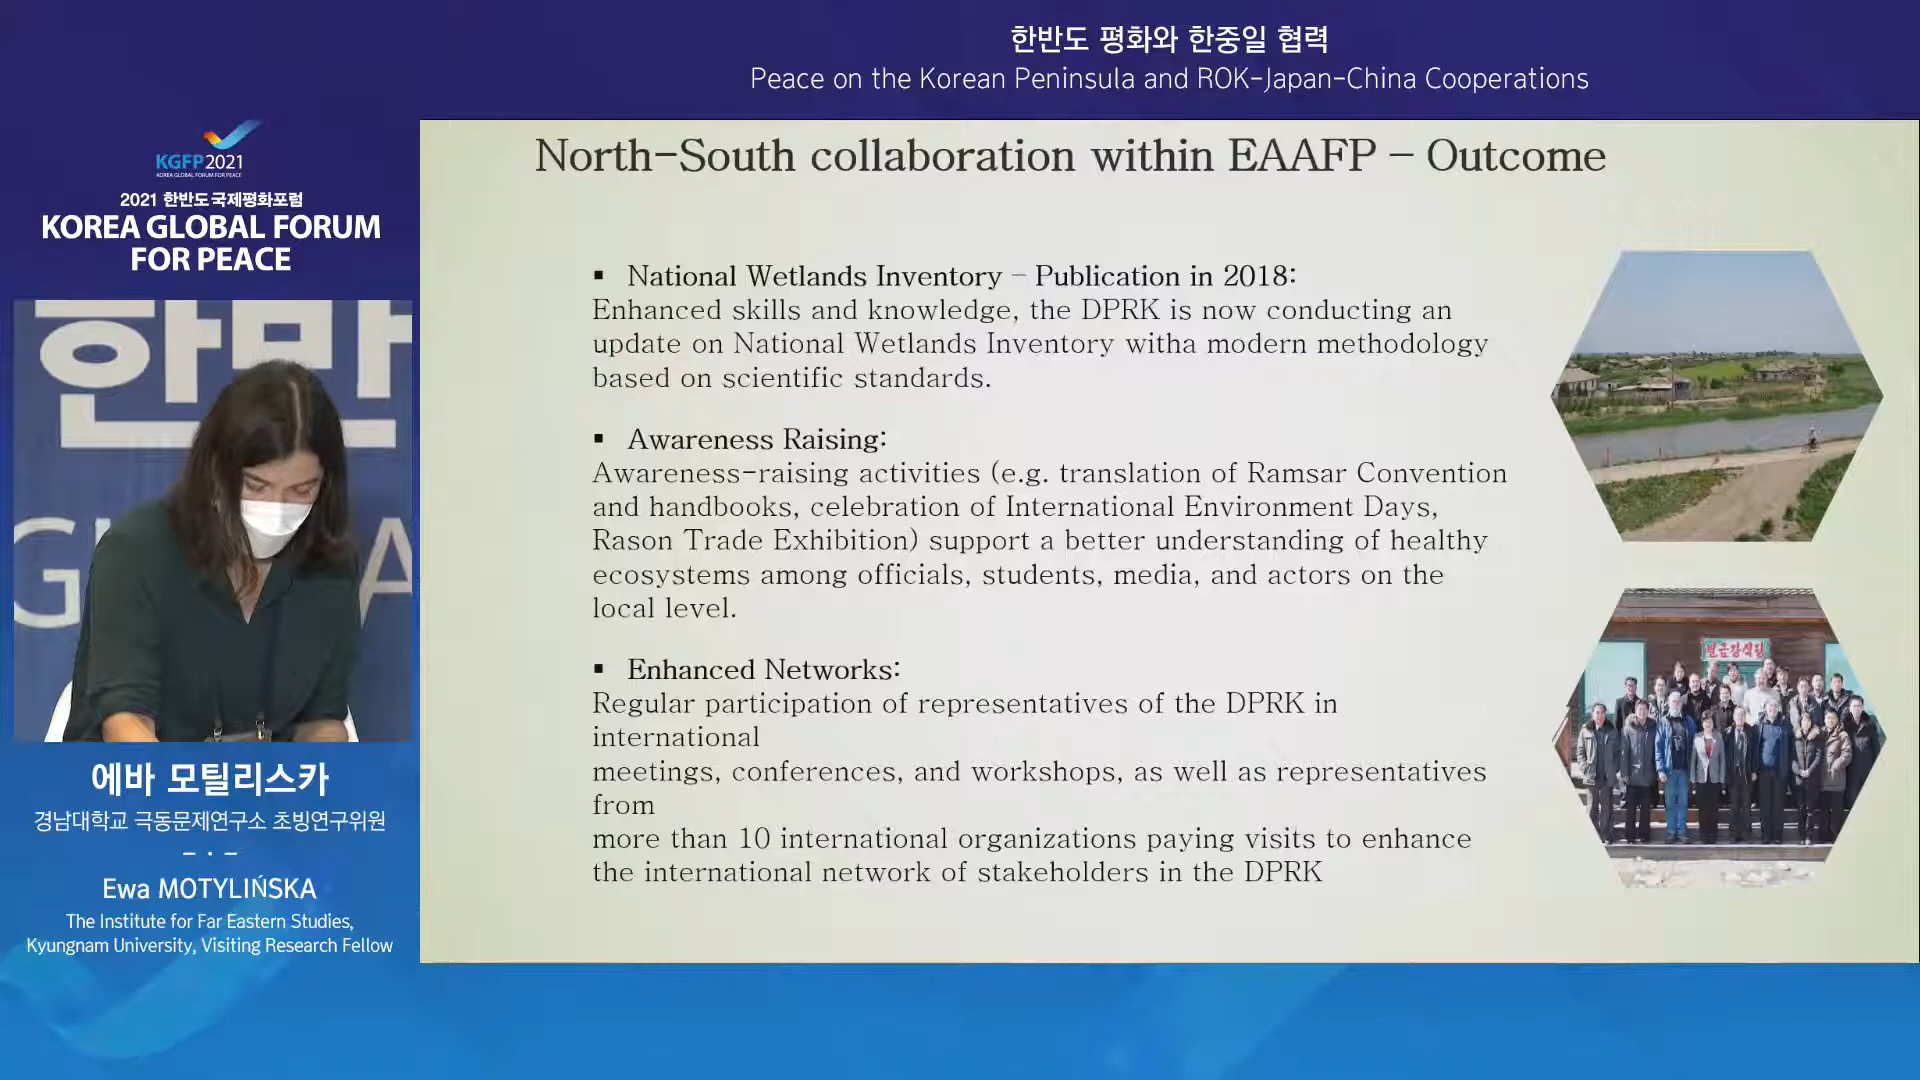 한반도 평화와 한중일 협력
Peace on the Korean Peninsula and ROK-Japan-China Cooperations
KGFP2021
KOREA GLOBAL FORUM FOR PEACE
2021 한반도국제평화포럼
KOREA GLOBAL FORUM
FOR PEACE
한반
GL
A
에바 모틸리스카
경남대학교 극동문제연구소 초빙연구위원
Ewa MOTYLIŃSKA
The Institute for Far Eastern Studies,
Kyungnam University, Visiting Research Fellow
North-South collaboration within EAAFP – Outcome
▪ National Wetlands Inventory – Publication in 2018:
Enhanced skills and knowledge, the DPRK is now conducting an
update on National Wetlands Inventory witha modern methodology
based on scientific standards.
▪ Awareness Raising:
Awareness-raising activities (e.g. translation of Ramsar Convention
and handbooks, celebration of International Environment Days,
Rason Trade Exhibition) support a better understanding of healthy
ecosystems among officials, students, media, and actors on the
local level.
▪ Enhanced Networks:
Regular participation of representatives of the DPRK in
international
meetings, conferences, and workshops, as well as representatives
from
more than 10 international organizations paying visits to enhance
the international network of stakeholders in the DPRK